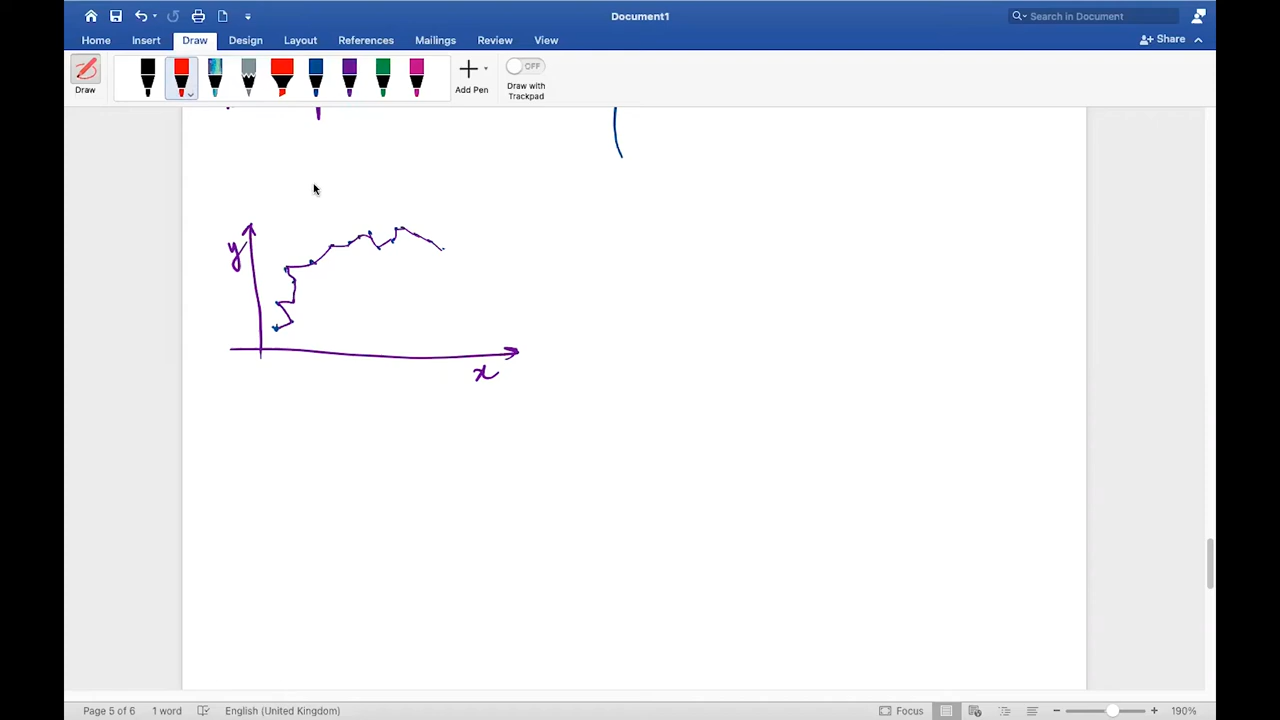 Document1
Search in Document
Home Insert Draw Design Layout References Mailings Review View
Share
Draw
Add Pen
OFF
Draw with
Trackpad
y
x
Page 5 of 6 1 word English (United Kingdom) Focus 190%